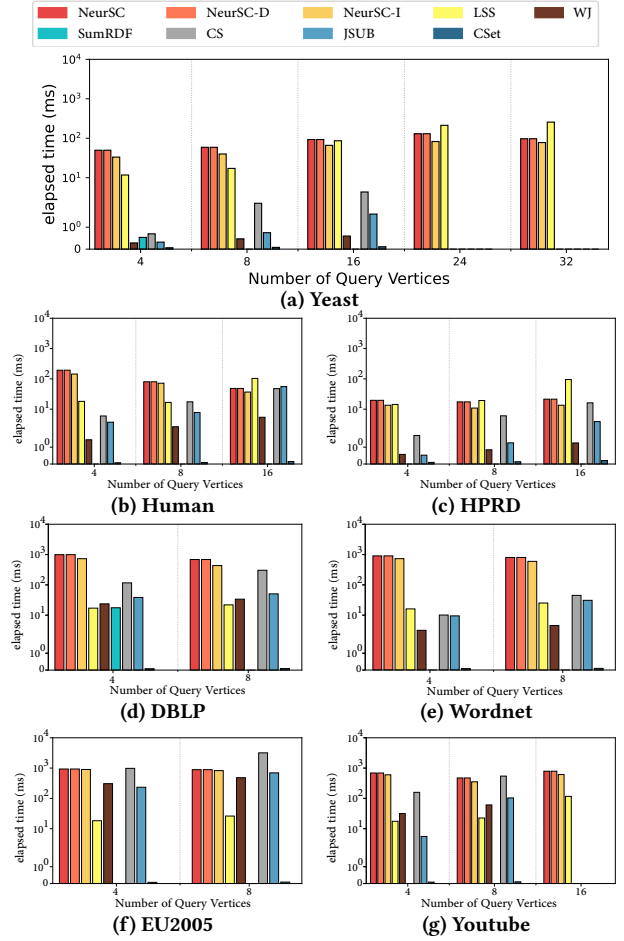 NeurSC NeurSC-D NeurSC-I LSS WJ
SumRDF CS JSUB CSet
10^4
10^3
10^2
10^1
10^0
0
elapsed time (ms)
4 8 16 24 32
Number of Query Vertices
(a) Yeast
10^4
10^3
10^2
10^1
10^0
0
elapsed time (ms)
4 8 16
Number of Query Vertices
(b) Human
10^4
10^3
10^2
10^1
10^0
0
elapsed time (ms)
4 8 16
Number of Query Vertices
(c) HPRD
10^4
10^3
10^2
10^1
10^0
0
elapsed time (ms)
4 8
Number of Query Vertices
(d) DBLP
10^4
10^3
10^2
10^1
10^0
0
elapsed time (ms)
4 8
Number of Query Vertices
(e) Wordnet
10^4
10^3
10^2
10^1
10^0
0
elapsed time (ms)
4 8
Number of Query Vertices
(f) EU2005
10^4
10^3
10^2
10^1
10^0
0
elapsed time (ms)
4 8 16
Number of Query Vertices
(g) Youtube